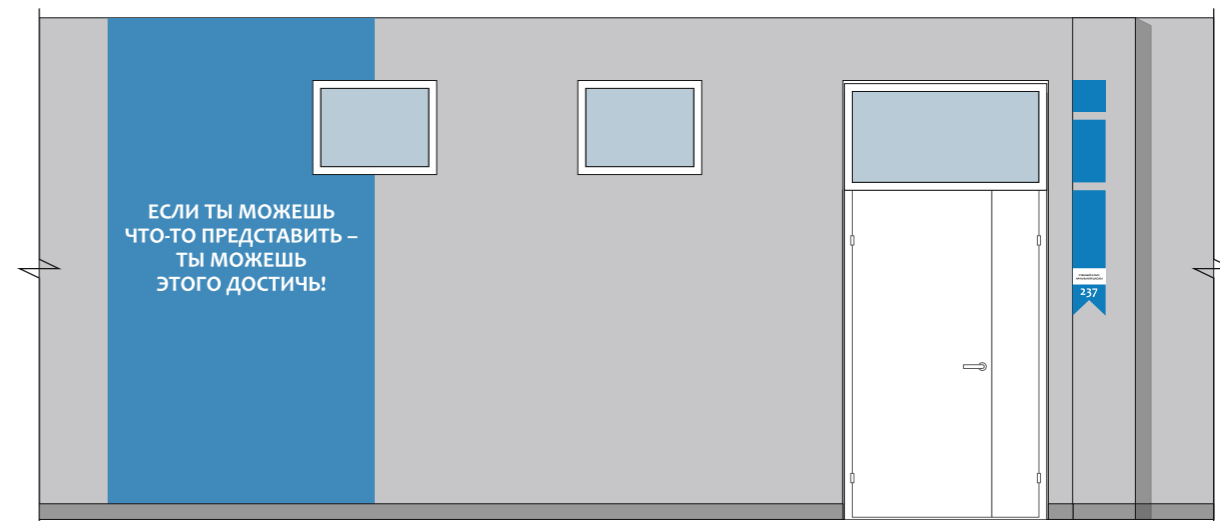 ЕСЛИ ТЫ МОЖЕШЬ
ЧТО-ТО ПРЕДСТАВИТЬ –
ТЫ МОЖЕШЬ
ЭТОГО ДОСТИЧЬ!
237